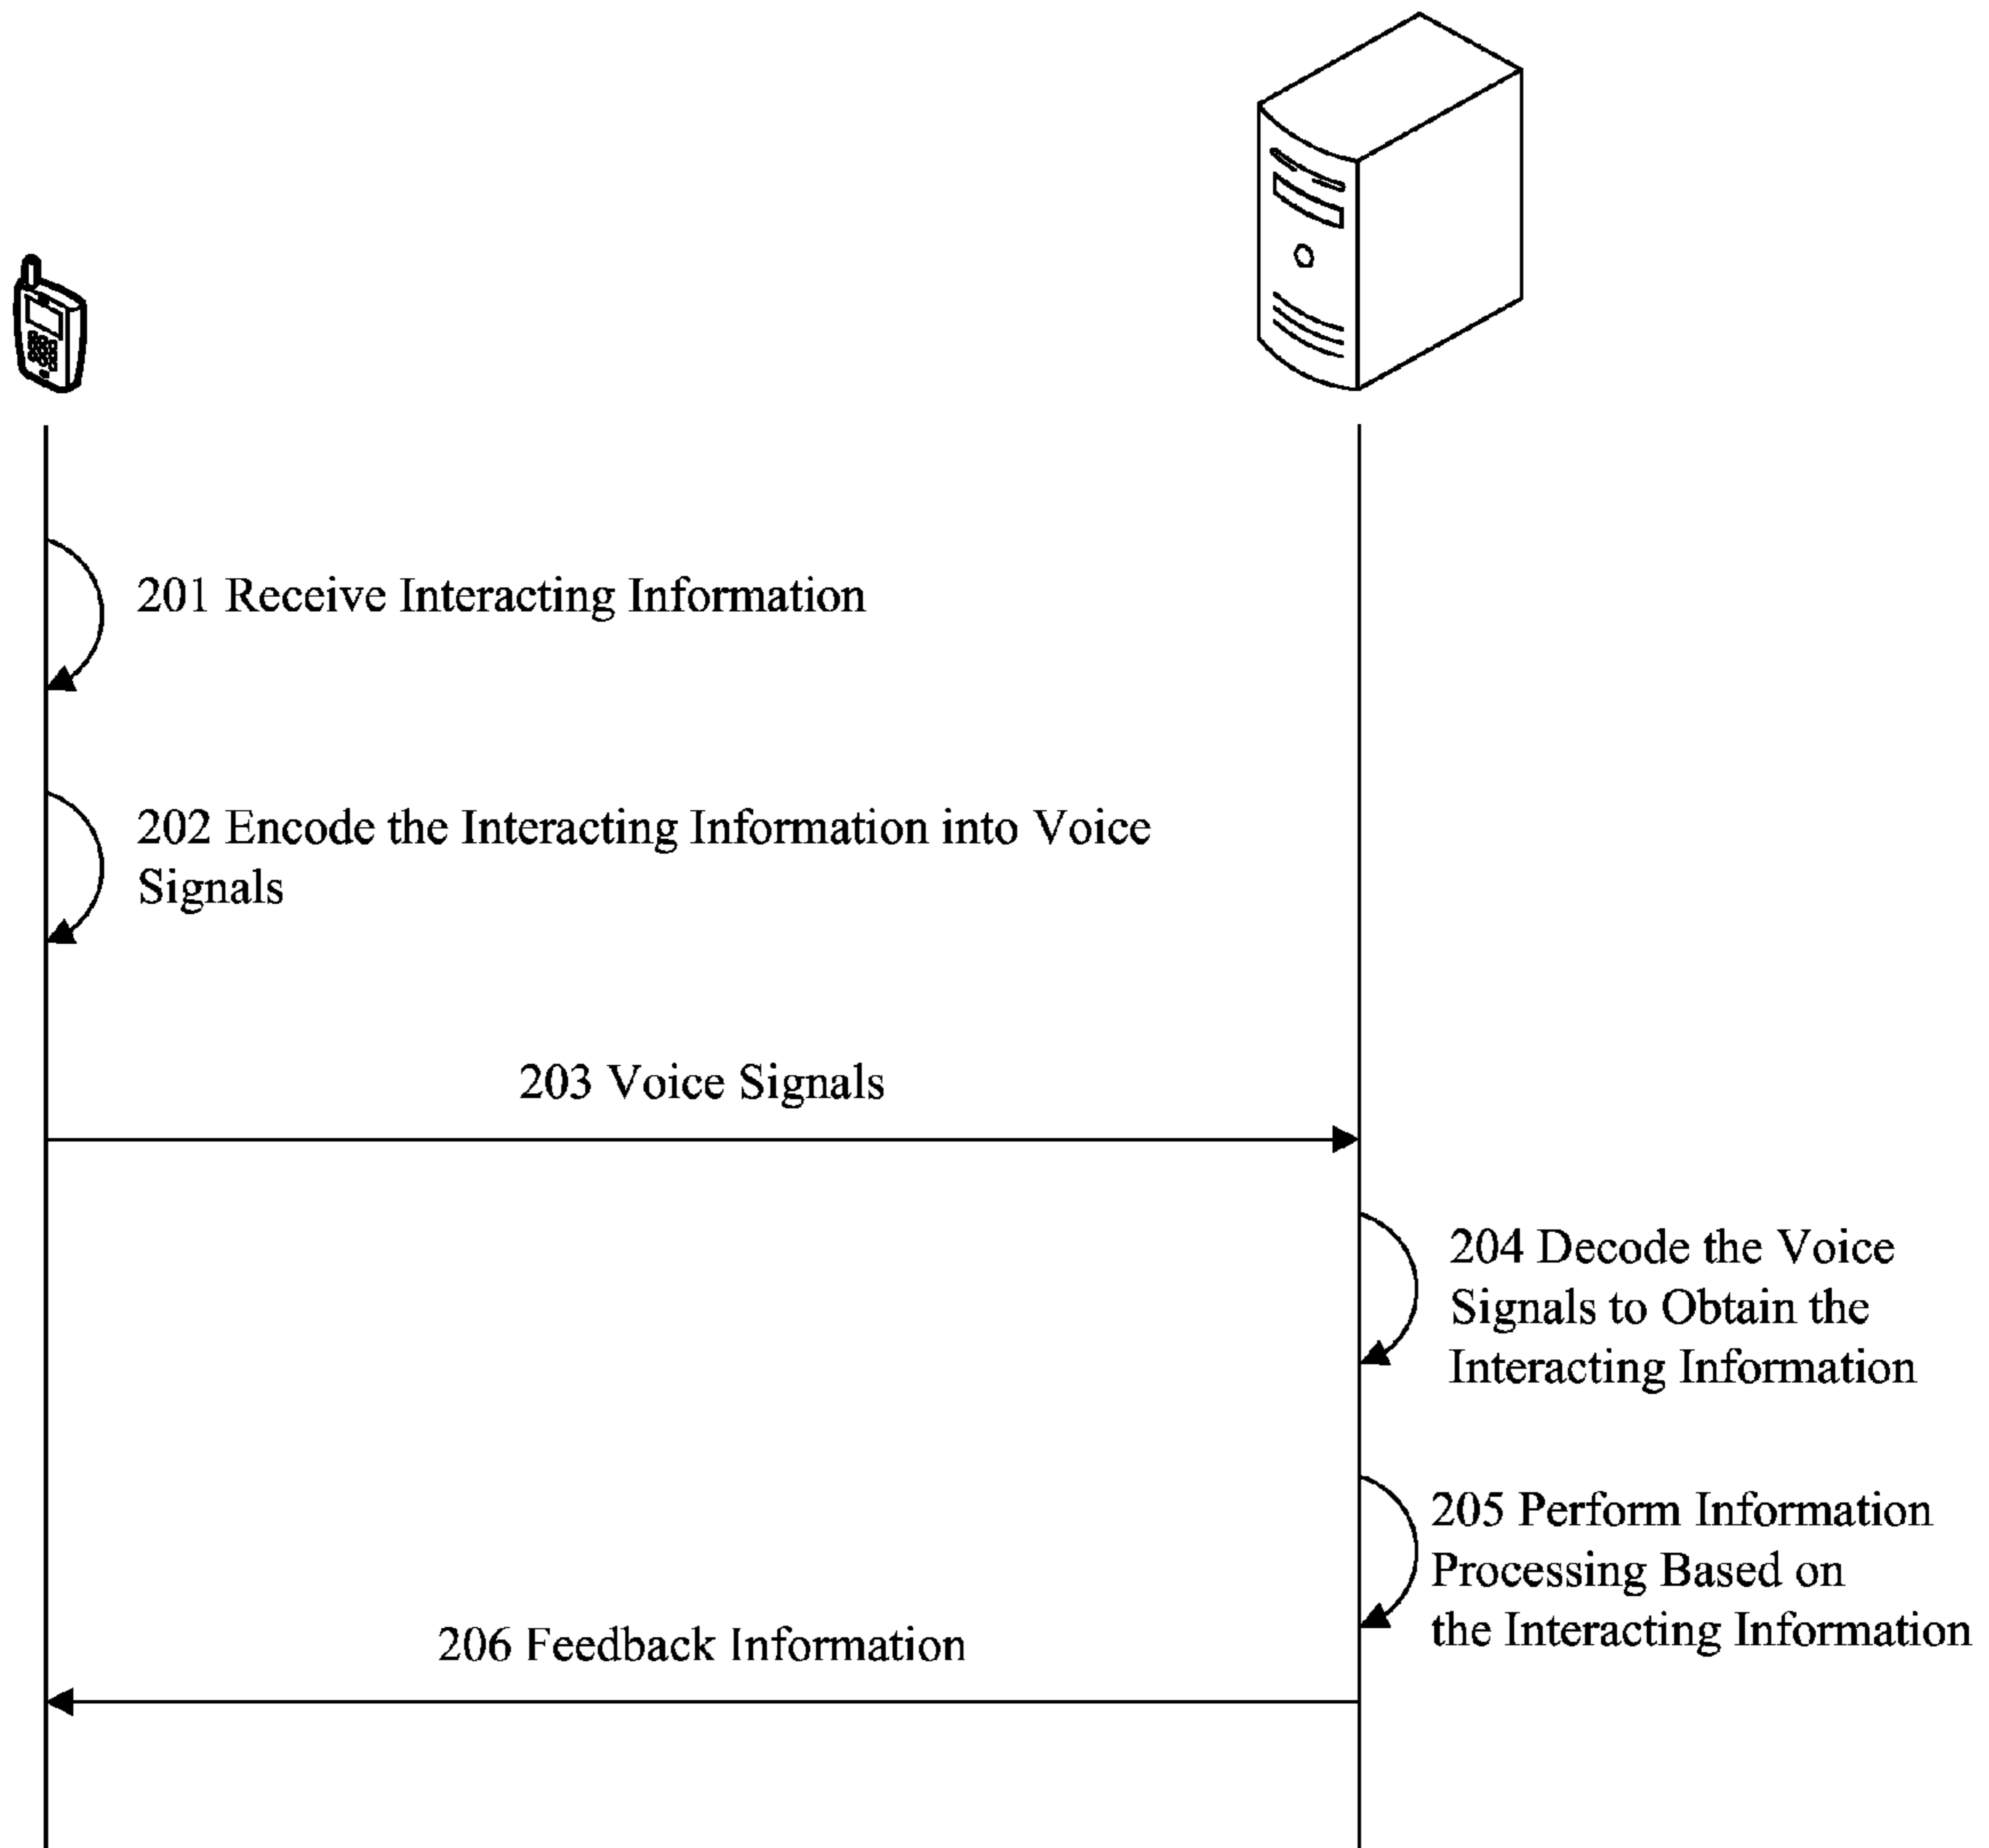 201 Receive Interacting Information
202 Encode the Interacting Information into Voice
Signals
203 Voice Signals
204 Decode the Voice
Signals to Obtain the
Interacting Information
205 Perform Information
Processing Based on
the Interacting Information
206 Feedback Information